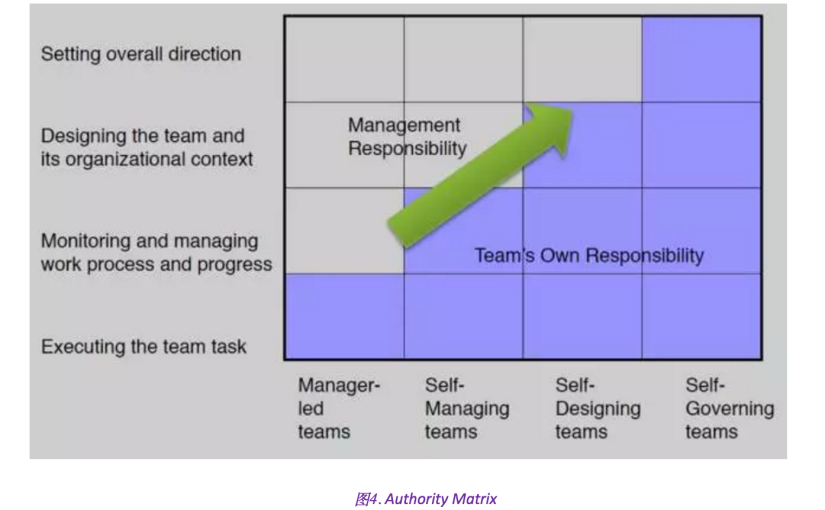 Setting overall direction
Designing the team and
its organizational context
Management
Responsibility
Monitoring and managing
work process and progress
Team's Own Responsibility
Executing the team task
Manager-
led
teams
Self-
Managing
teams
Self-
Designing
teams
Self-
Governing
teams
图4. Authority Matrix